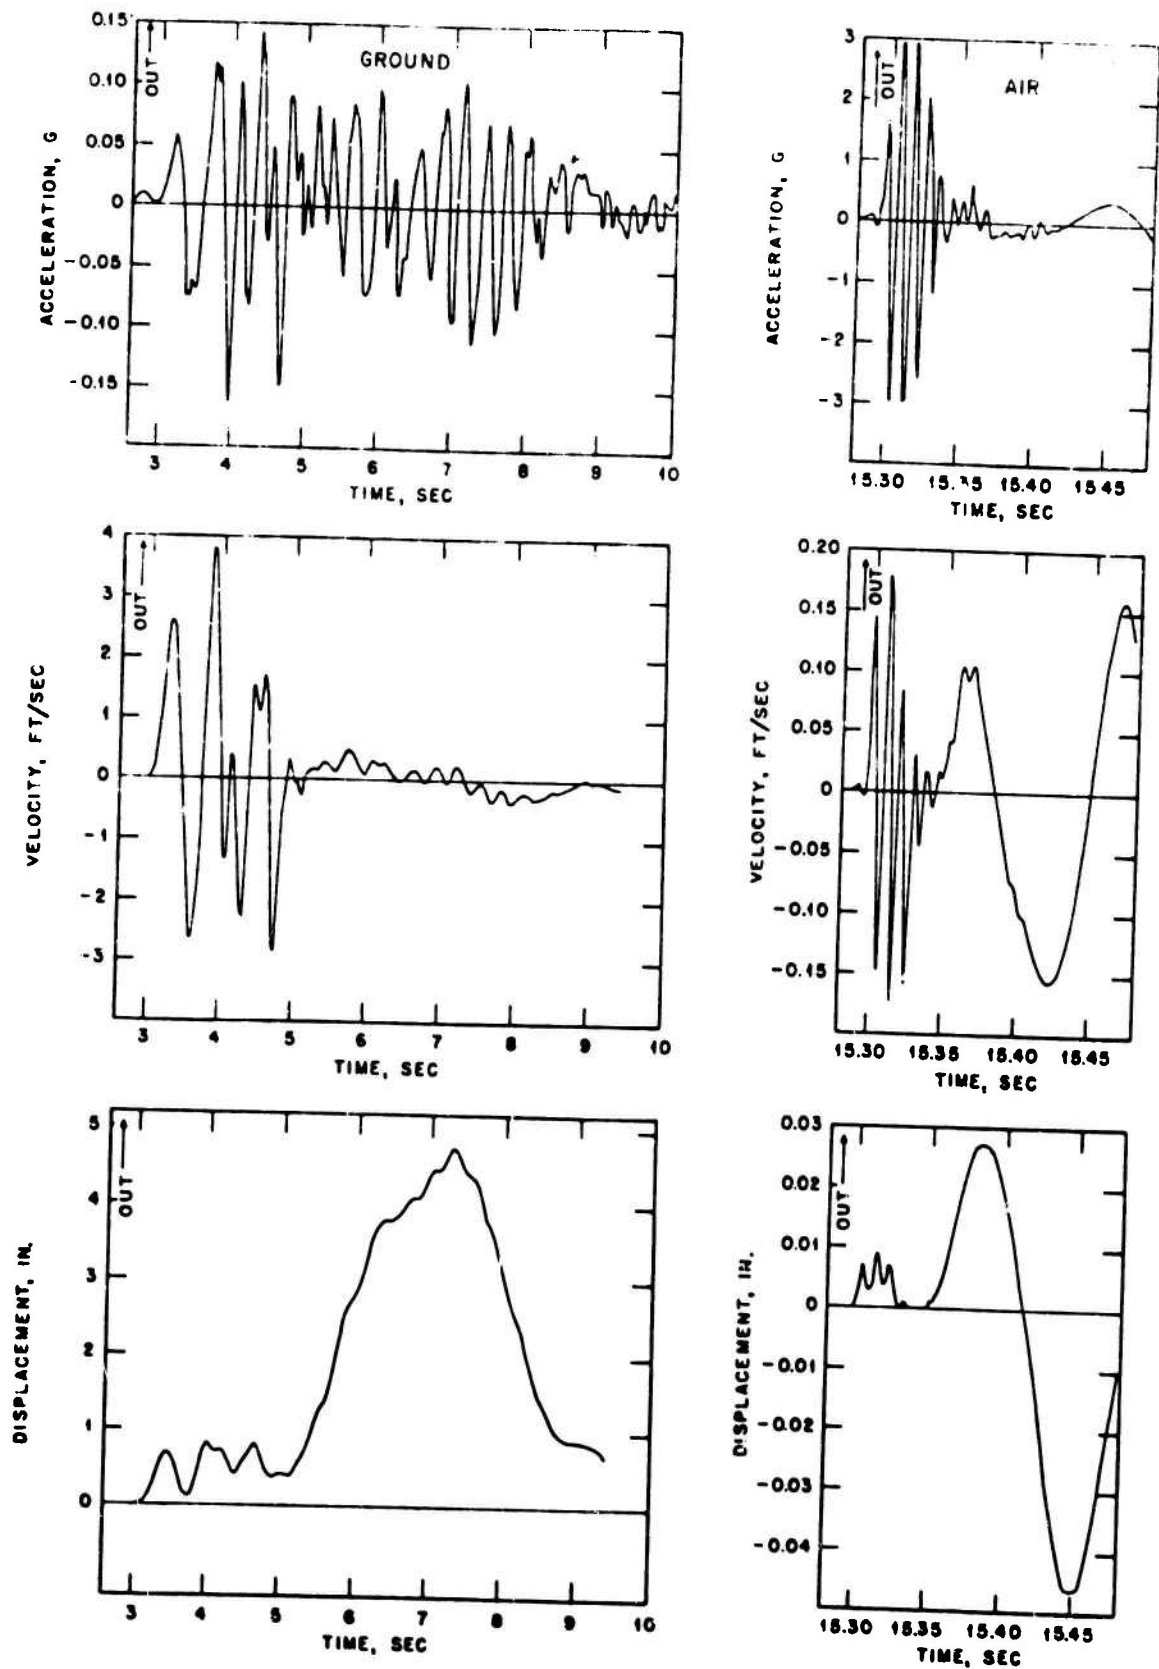 GROUND
OUT
ACCELERATION, G
0.15
0.10
0.05
0
-0.05
-0.10
-0.15
3 4 5 6 7 8 9 10
TIME, SEC
AIR
OUT
ACCELERATION, G
3
2
1
0
-1
-2
-3
15.30 15.35 15.40 15.45
TIME, SEC
OUT
VELOCITY, FT/SEC
4
3
2
1
0
-1
-2
-3
3 4 5 6 7 8 9 10
TIME, SEC
OUT
VELOCITY, FT/SEC
0.20
0.15
0.10
0.05
0
-0.05
-0.10
-0.15
15.30 15.35 15.40 15.45
TIME, SEC
OUT
DISPLACEMENT, IN.
5
4
3
2
1
0
3 4 5 6 7 8 9 10
TIME, SEC
OUT
DISPLACEMENT, IN.
0.03
0.02
0.01
0
-0.01
-0.02
-0.03
-0.04
15.30 15.35 15.40 15.45
TIME, SEC